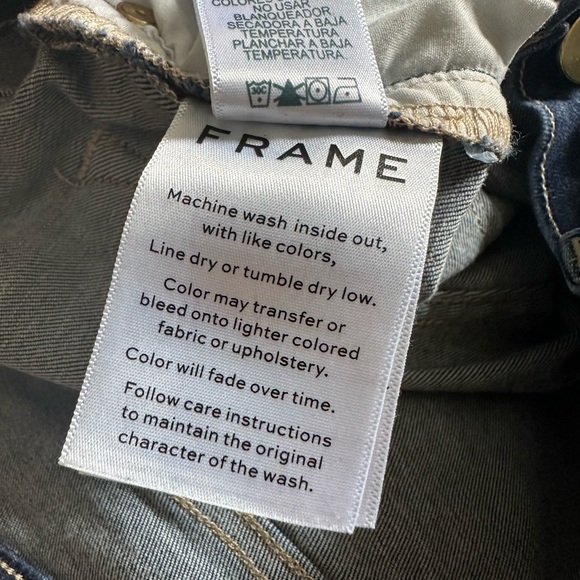 COLORES
NO USAR
BLANQUEADOR
SECADORA A BAJA
TEMPERATURA
PLANCHAR A BAJA
TEMPERATURA.
30C
FRAME
Machine wash inside out,
with like colors,
Line dry or tumble dry low.
Color may transfer or
bleed onto lighter colored
fabric or upholstery.
Color will fade over time.
Follow care instructions
to maintain the original
character of the wash.